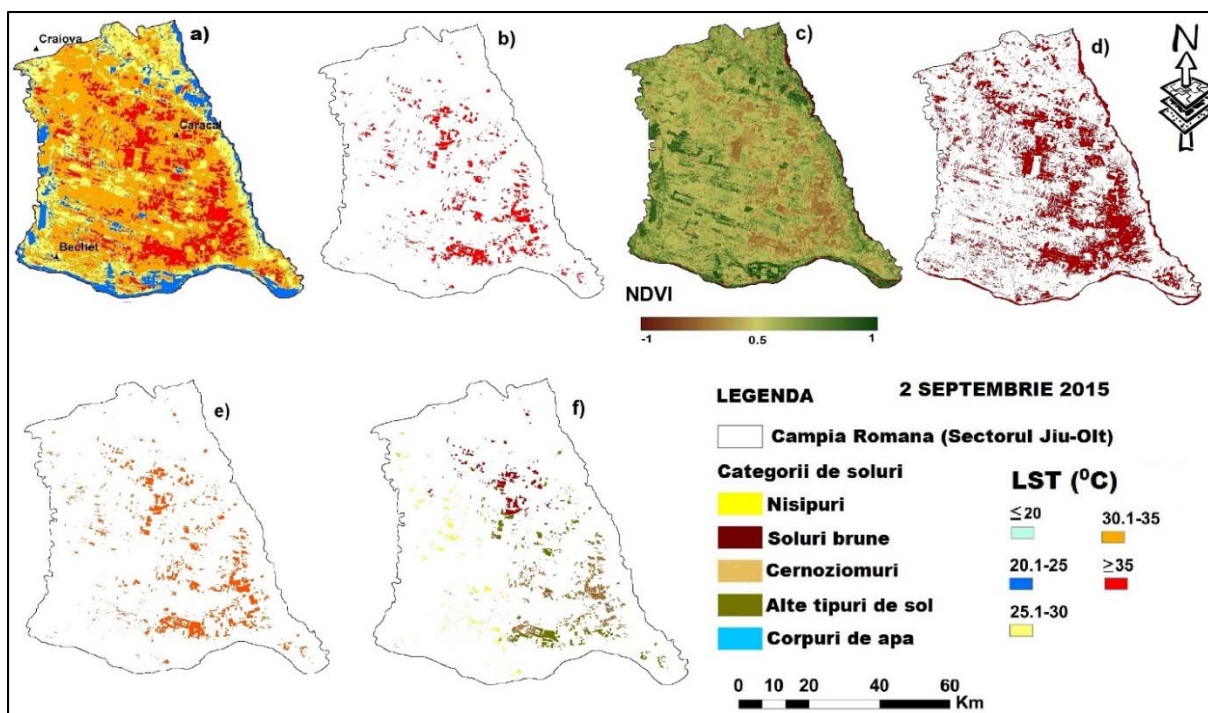 a)
Craiova
Caracal
Bechet
b)
c)
NDVI
-1 0.5 1
d)
N
e)
f)
LEGENDA 2 SEPTEMBRIE 2015
Campia Romana (Sectorul Jiu-Olt)
Categorii de soluri
Nisipuri
Soluri brune
Cernoziomuri
Alte tipuri de sol
Corpuri de apa
LST (⁰C)
≤20
20.1-25
25.1-30
30.1-35
≥35
0 10 20 40 60
Km